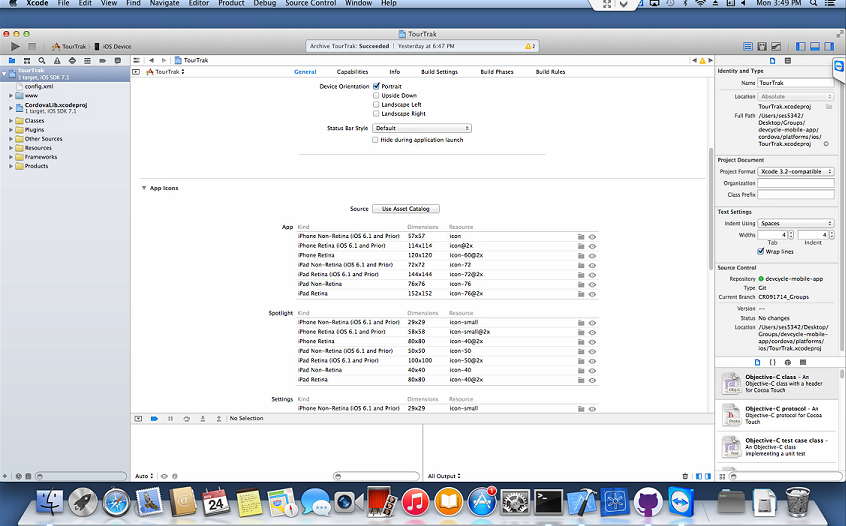 Xcode File Edit View Find Navigate Editor Product Debug Source Control Window Help
Mon 3:49 PM
TourTrak
TourTrak iOS Device
Archive TourTrak: Succeeded | Yesterday at 6:47 PM
2
TourTrak
1 target, iOS SDK 7.1
config.xml
www
CordovaLib.xcodeproj
1 target, iOS SDK 7.1
Classes
Plugins
Other Sources
Resources
Frameworks
Products
TourTrak
TourTrak
General Capabilities Info Build Settings Build Phases Build Rules
Device Orientation Portrait
Upside Down
Landscape Left
Landscape Right
Status Bar Style Default
Hide during application launch
App Icons
Source Use Asset Catalog
App Kind Dimensions Resource
iPhone Non-Retina (iOS 6.1 and Prior) 57x57 icon
iPhone Retina (iOS 6.1 and Prior) 114x114 icon@2x
iPhone Retina 120x120 icon-60@2x
iPad Non-Retina (iOS 6.1 and Prior) 72x72 icon-72
iPad Retina (iOS 6.1 and Prior) 144x144 icon-72@2x
iPad Non-Retina 76x76 icon-76
iPad Retina 152x152 icon-76@2x
Spotlight Kind Dimensions Resource
iPhone Non-Retina (iOS 6.1 and Prior) 29x29 icon-small
iPhone Retina (iOS 6.1 and Prior) 58x58 icon-small@2x
iPhone Retina 80x80 icon-40@2x
iPad Non-Retina (iOS 6.1 and Prior) 50x50 icon-50
iPad Retina (iOS 6.1 and Prior) 100x100 icon-50@2x
iPad Non-Retina 40x40 icon-40
iPad Retina 80x80 icon-40@2x
Settings Kind Dimensions Resource
iPhone Non-Retina (iOS 6.1 and Prior) 29x29 icon-small
No Selection
Auto
All Output
Identity and Type
Name TourTrak
Location Absolute
TourTrak.xcodeproj
Full Path /Users/ses5342/
Desktop/Groups/
devcycle-mobile-app/
cordova/platforms/ios/
TourTrak.xcodeproj
Project Document
Project Format Xcode 3.2-compatible
Organization
Class Prefix
Text Settings
Indent Using Spaces
Widths 4 4
Tab Indent
Wrap lines
Source Control
Repository devcycle-mobile-app
Type Git
Current Branch CR091714_Groups
Version --
Status No changes
Location /Users/ses5342/Desktop/
Groups/devcycle-mobile-
app/cordova/platforms/
ios/TourTrak.xcodeproj
Objective-C class - An
Objective-C class with a header
for Cocoa Touch
Objective-C protocol - An
Objective-C protocol for Cocoa
Touch
Objective-C test case class -
An Objective-C class
implementing a unit test
24
1